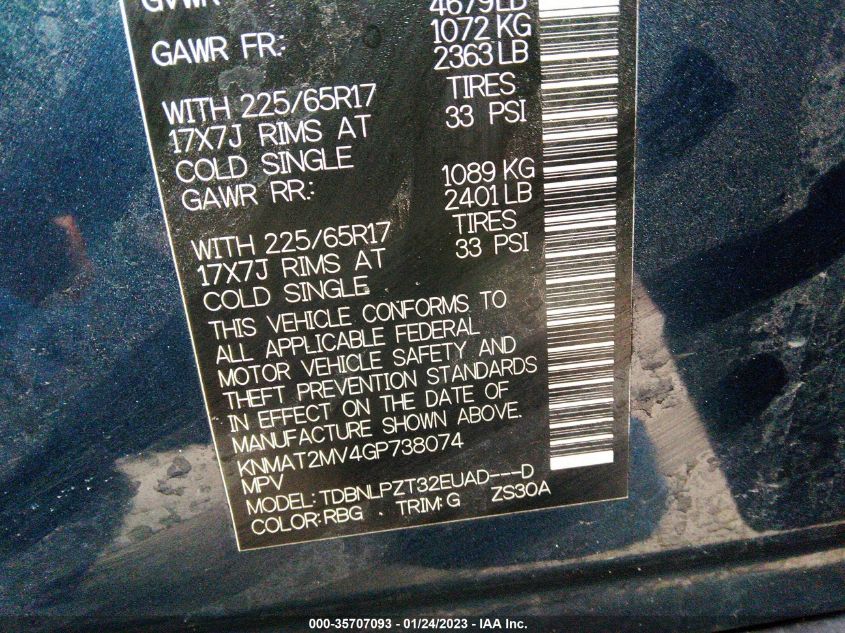 GVWR 4679LB
GAWR FR: 1072 KG
2363 LB
WITH 225/65R17 TIRES
17X7J RIMS AT 33 PSI
COLD SINGLE
GAWR RR: 1089 KG
2401 LB
WITH 225/65R17 TIRES
17X7J RIMS AT 33 PSI
COLD SINGLE
THIS VEHICLE CONFORMS TO
ALL APPLICABLE FEDERAL
MOTOR VEHICLE SAFETY AND
THEFT PREVENTION STANDARDS
IN EFFECT ON THE DATE OF
MANUFACTURE SHOWN ABOVE.
KNMAT2MV4GP738074
MPV
MODEL:TDBNLPZT32EUAD---D
COLOR:RBG TRIM:G ZS30A
000-35707093 - 01/24/2023 - IAA Inc.